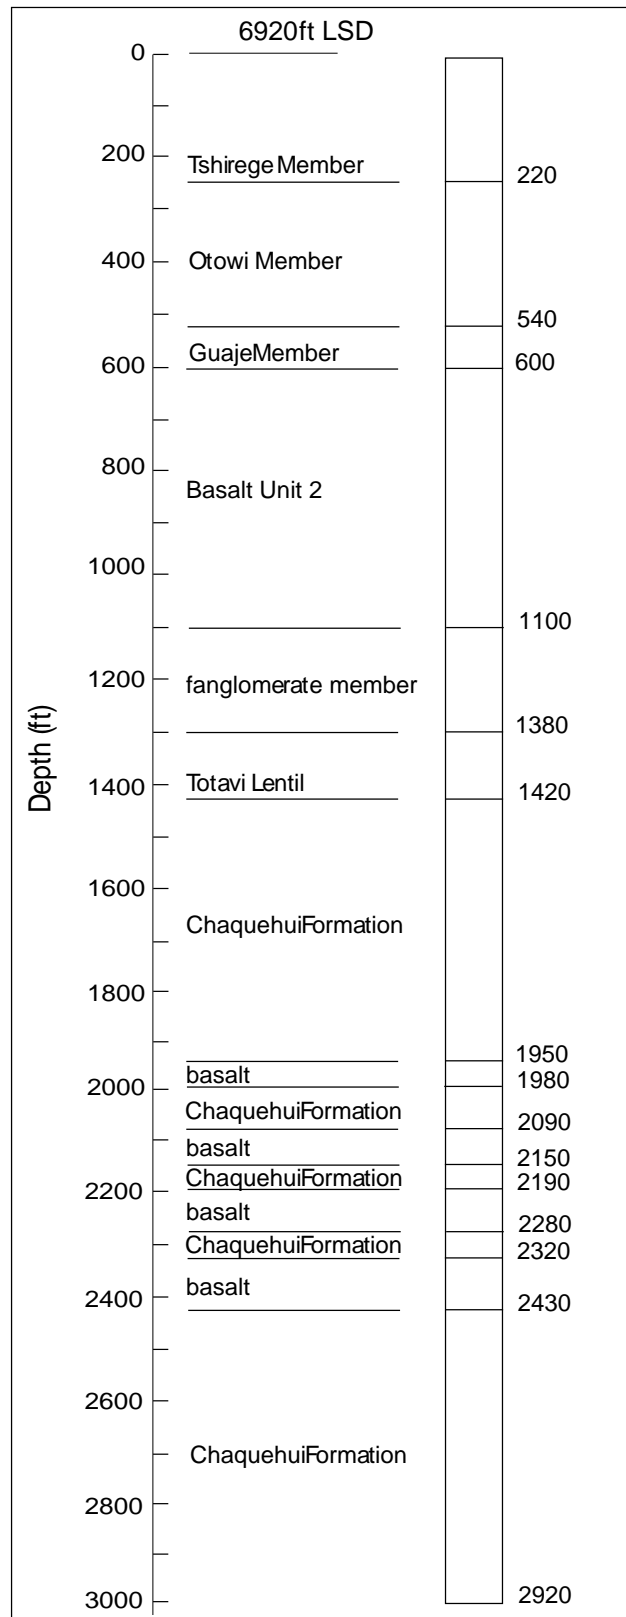 6920ft LSD
0
200
Tshirege Member
220
400
Otowi Member
540
GuajeMember
600
600
800
Basalt Unit 2
1000
1100
1200
fanglomerate member
1380
Depth (ft)
1400
Totavi Lentil
1420
1600
ChaquehuiFormation
1800
1950
basalt
1980
2000
ChaquehuiFormation
2090
basalt
2150
ChaquehuiFormation
2190
2200
basalt
2280
ChaquehuiFormation
2320
basalt
2400
2430
2600
ChaquehuiFormation
2800
2920
3000